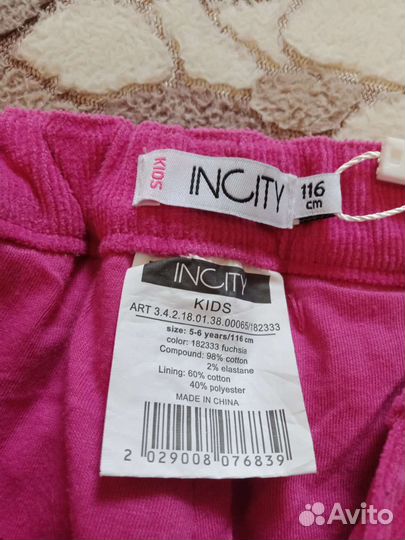 KIDS
INCITY
116
cm
INCITY
KIDS
ART 3.4.2.18.01.38.00065/182333
size: 5-6 years/116 cm
color: 182333 fuchsia
Compound: 98% cotton
2% elastane
Lining: 60% cotton
40% polyester
MADE IN CHINA
2 029008 076839
Avito